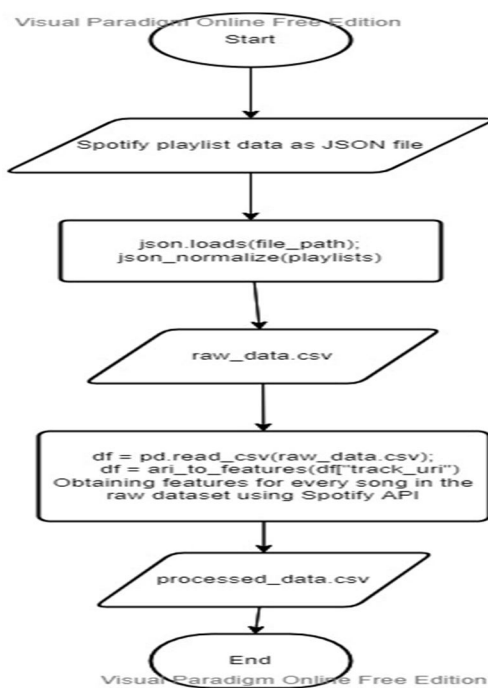 Visual Paradigm Online Free Edition
Start
Spotify playlist data as JSON file
json.loads(file_path);
json_normalize(playlists)
raw_data.csv
df = pd.read_csv(raw_data.csv);
df = ari_to_features(df["track_uri")
Obtaining features for every song in the
raw dataset using Spotify API
processed_data.csv
End
Visual Paradigm Online Free Edition